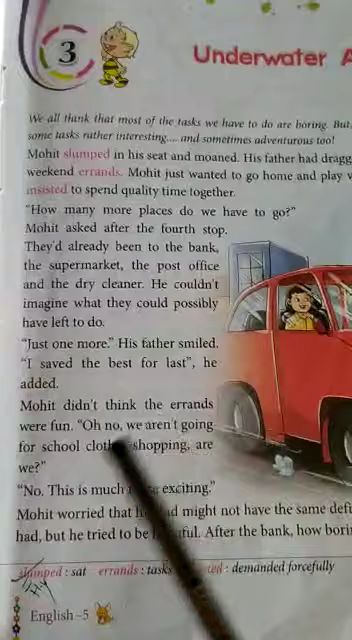 3
Underwater A
We all thank that most of the tasks we have to do are boring. But
some tasks rather interesting.... and sometimes adventurous too!
Mohit slumped in his seat and moaned. His father had dragg
weekend errands. Mohit just wanted to go home and play
insisted to spend quality time together.
"How many more places do we have to go?"
Mohit asked after the fourth stop.
They'd already been to the bank,
the supermarket, the post office
and the dry cleaner. He couldn't
imagine what they could possibly
have left to do.
"Just one more." His father smiled.
"I saved the best for last", he
added.
Mohit didn't think the errands
were fun. "Oh no, we aren't going
for school shopping, are
we?"
"No. This is much exciting."
Mohit worried that might not have the same defi
had, but he tried to be After the bank, how bori
slumped : sat errands : tasks : demanded forcefully
English -5